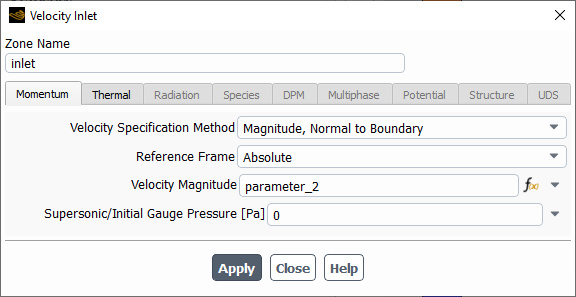 Velocity Inlet
Zone Name
inlet
Momentum Thermal Radiation Species DPM Multiphase Potential Structure UDS
Velocity Specification Method Magnitude, Normal to Boundary
Reference Frame Absolute
Velocity Magnitude parameter_2 f(x)
Supersonic/Initial Gauge Pressure [Pa] 0
Apply Close Help